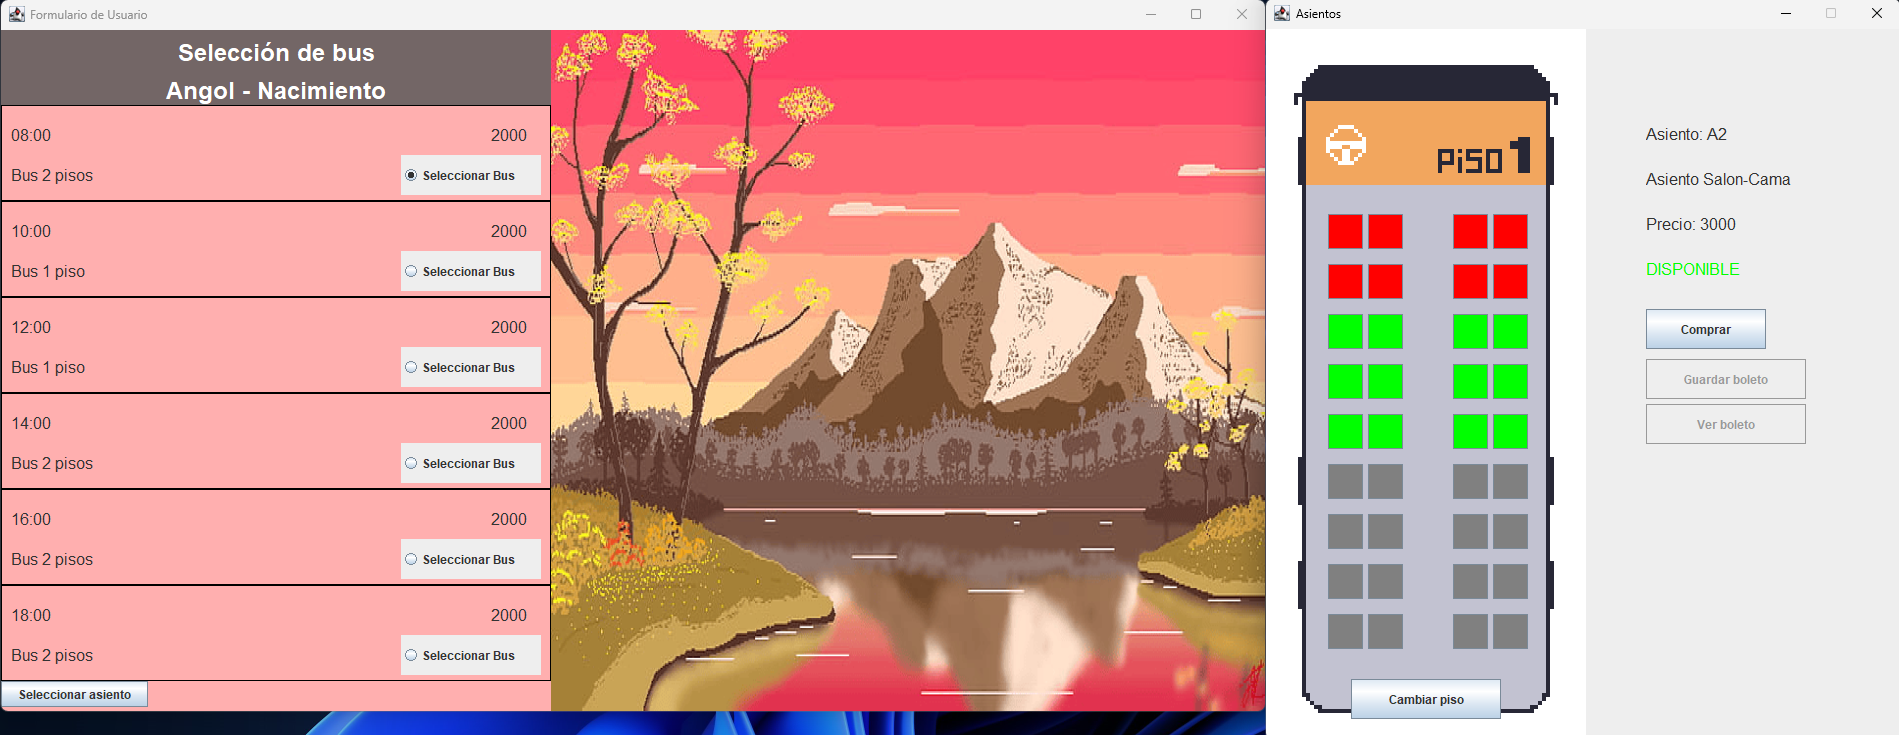 Formulario de Usuario
Selección de bus
Angol - Nacimiento
08:00 2000
Bus 2 pisos Seleccionar Bus
10:00 2000
Bus 1 piso Seleccionar Bus
12:00 2000
Bus 1 piso Seleccionar Bus
14:00 2000
Bus 2 pisos Seleccionar Bus
16:00 2000
Bus 2 pisos Seleccionar Bus
18:00 2000
Bus 2 pisos Seleccionar Bus
Seleccionar asiento
Asientos
PiSO 1
Cambiar piso
Asiento: A2
Asiento Salon-Cama
Precio: 3000
DISPONIBLE
Comprar
Guardar boleto
Ver boleto